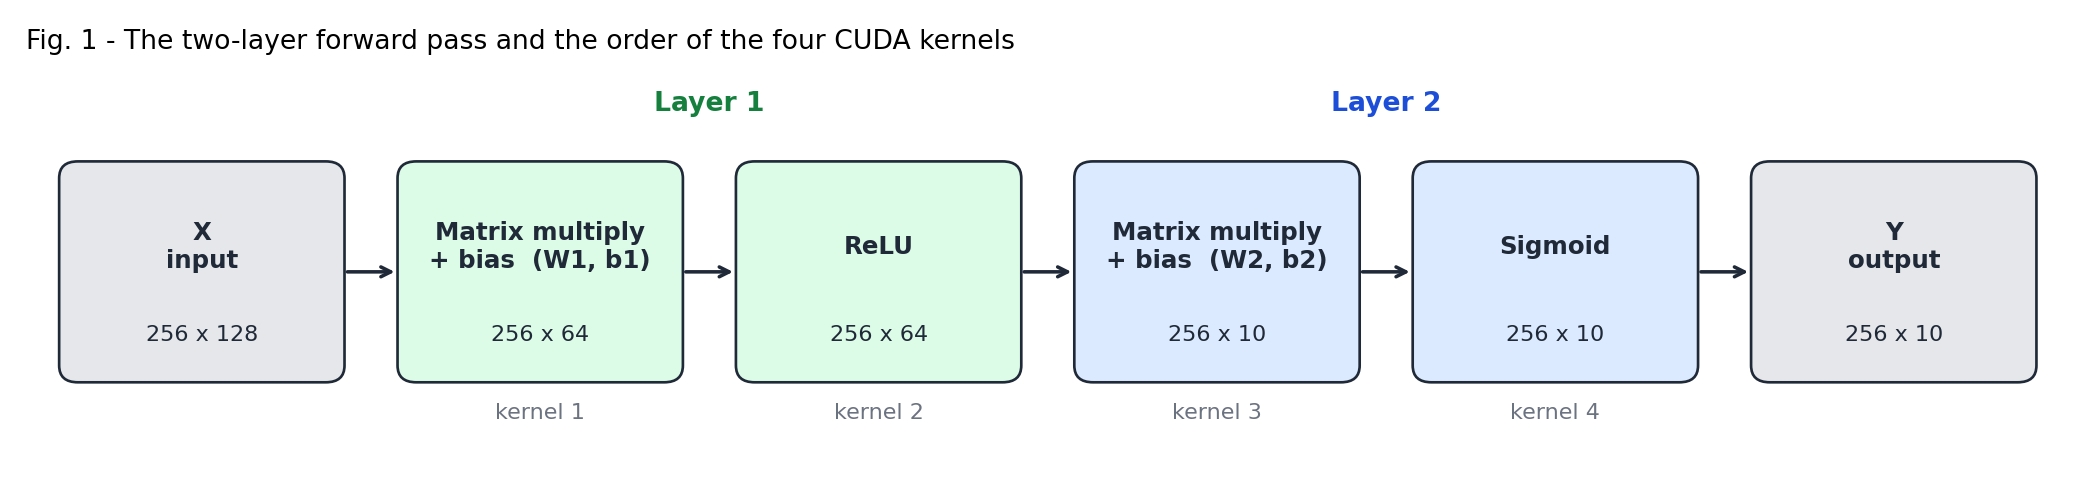 Fig. 1 - The two-layer forward pass and the order of the four CUDA kernels
Layer 1
Layer 2
X
input
256 x 128
Matrix multiply
+ bias  (W1, b1)
256 x 64
kernel 1
ReLU
256 x 64
kernel 2
Matrix multiply
+ bias  (W2, b2)
256 x 10
kernel 3
Sigmoid
256 x 10
kernel 4
Y
output
256 x 10